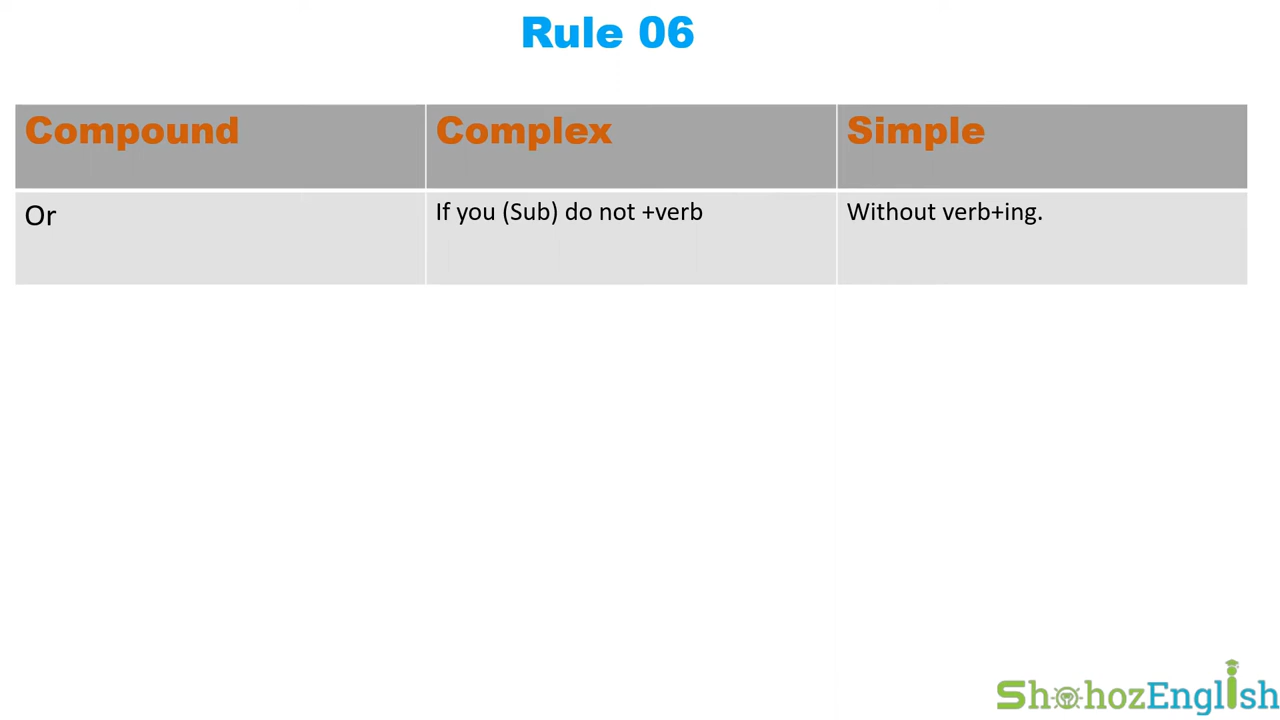 Rule 06
Compound
Complex
Simple
Or
If you (Sub) do not +verb
Without verb+ing.
ShohozEnglish